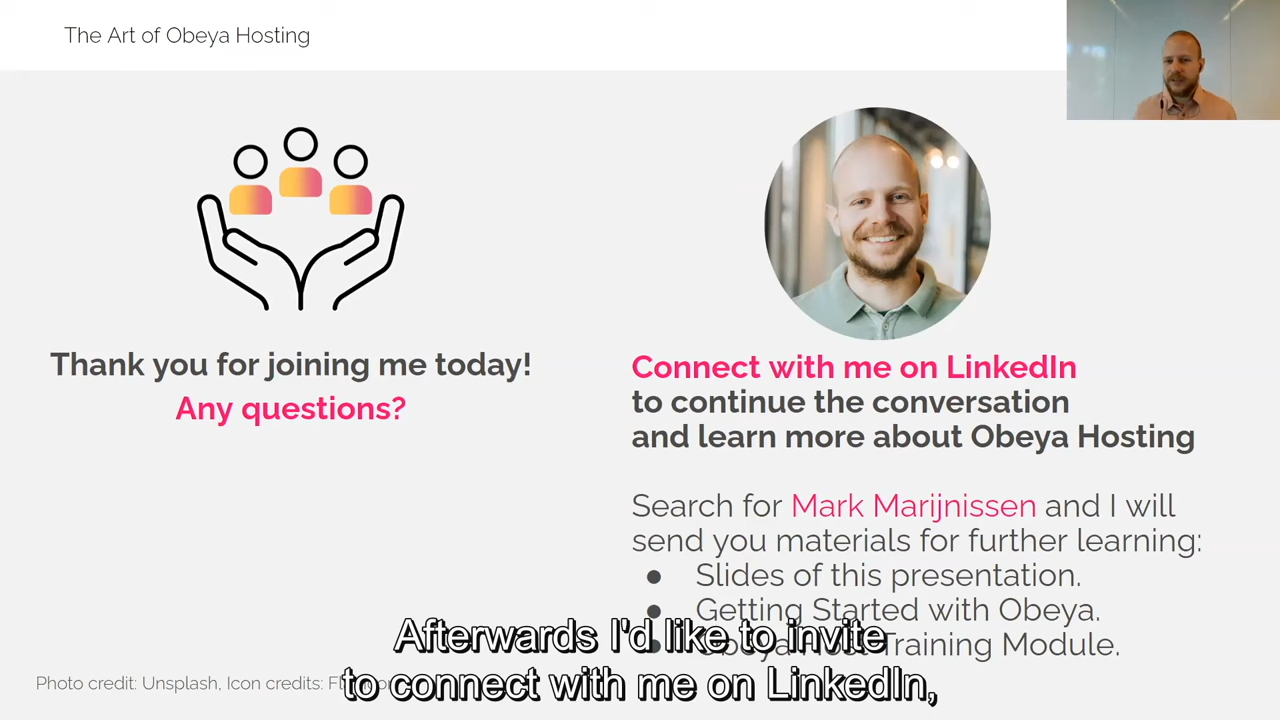 The Art of Obeya Hosting
Thank you for joining me today!
Any questions?
Connect with me on LinkedIn
to continue the conversation
and learn more about Obeya Hosting
Search for Mark Marijnissen and I will
send you materials for further learning:
● Slides of this presentation.
● Getting Started with Obeya.
● Obeya Host Training Module.
Photo credit: Unsplash, Icon credits:
Afterwards I'd like to invite
to connect with me on LinkedIn,